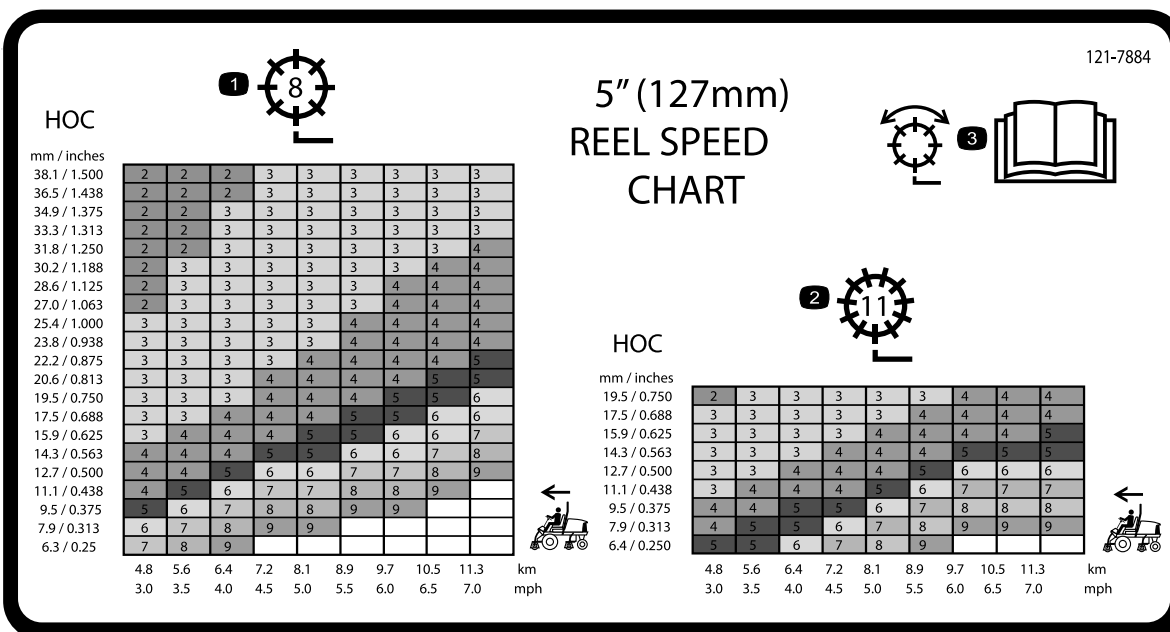 121-7884
5" (127mm)
REEL SPEED
CHART
1
8
3
HOC
mm / inches
38.1 / 1.500 2 2 2 3 3 3 3 3 3
36.5 / 1.438 2 2 2 3 3 3 3 3 3
34.9 / 1.375 2 2 3 3 3 3 3 3 3
33.3 / 1.313 2 2 3 3 3 3 3 3 3
31.8 / 1.250 2 2 3 3 3 3 3 3 4
30.2 / 1.188 2 3 3 3 3 3 3 4 4
28.6 / 1.125 2 3 3 3 3 3 4 4 4
27.0 / 1.063 2 3 3 3 3 3 4 4 4
25.4 / 1.000 3 3 3 3 3 4 4 4 4
23.8 / 0.938 3 3 3 3 3 4 4 4 4
22.2 / 0.875 3 3 3 3 4 4 4 4 5
20.6 / 0.813 3 3 3 4 4 4 4 5 5
19.5 / 0.750 3 3 3 4 4 4 5 5 6
17.5 / 0.688 3 3 4 4 4 5 5 6 6
15.9 / 0.625 3 4 4 4 5 5 6 6 7
14.3 / 0.563 4 4 4 5 5 6 6 7 8
12.7 / 0.500 4 4 5 6 6 7 7 8 9
11.1 / 0.438 4 5 6 7 7 8 8 9
9.5 / 0.375 5 6 7 8 8 9 9
7.9 / 0.313 6 7 8 9 9
6.3 / 0.25 7 8 9
4.8 5.6 6.4 7.2 8.1 8.9 9.7 10.5 11.3 km
3.0 3.5 4.0 4.5 5.0 5.5 6.0 6.5 7.0 mph
2
11
HOC
mm / inches
19.5 / 0.750 2 3 3 3 3 3 4 4 4
17.5 / 0.688 3 3 3 3 3 4 4 4 4
15.9 / 0.625 3 3 3 3 4 4 4 4 5
14.3 / 0.563 3 3 3 4 4 4 5 5 5
12.7 / 0.500 3 3 4 4 4 5 6 6 6
11.1 / 0.438 3 4 4 4 5 6 7 7 7
9.5 / 0.375 4 4 5 5 6 7 8 8 8
7.9 / 0.313 4 5 5 6 7 8 9 9 9
6.4 / 0.250 5 5 6 7 8 9
4.8 5.6 6.4 7.2 8.1 8.9 9.7 10.5 11.3 km
3.0 3.5 4.0 4.5 5.0 5.5 6.0 6.5 7.0 mph